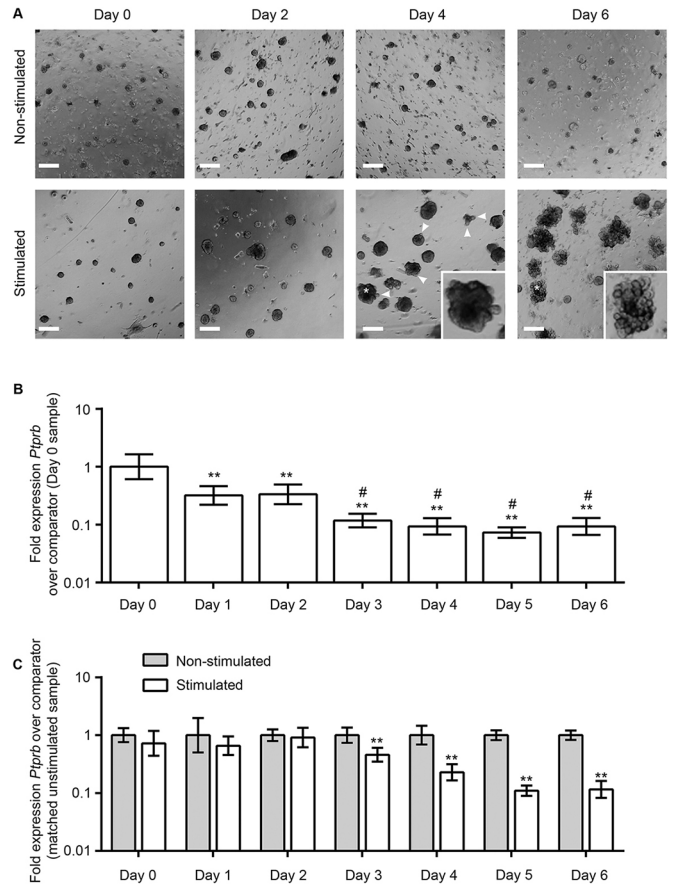 A
Day 0 Day 2 Day 4 Day 6
Non-stimulated
Stimulated
*
*
B
Fold expression Ptprb
over comparator (Day 0 sample)
10
1
0.1
0.01
** **
# # # #
** ** ** **
Day 0 Day 1 Day 2 Day 3 Day 4 Day 5 Day 6
C
Non-stimulated
Stimulated
Fold expression Ptprb over comparator
(matched unstimulated sample)
10
1
0.1
0.01
** ** ** **
Day 0 Day 1 Day 2 Day 3 Day 4 Day 5 Day 6